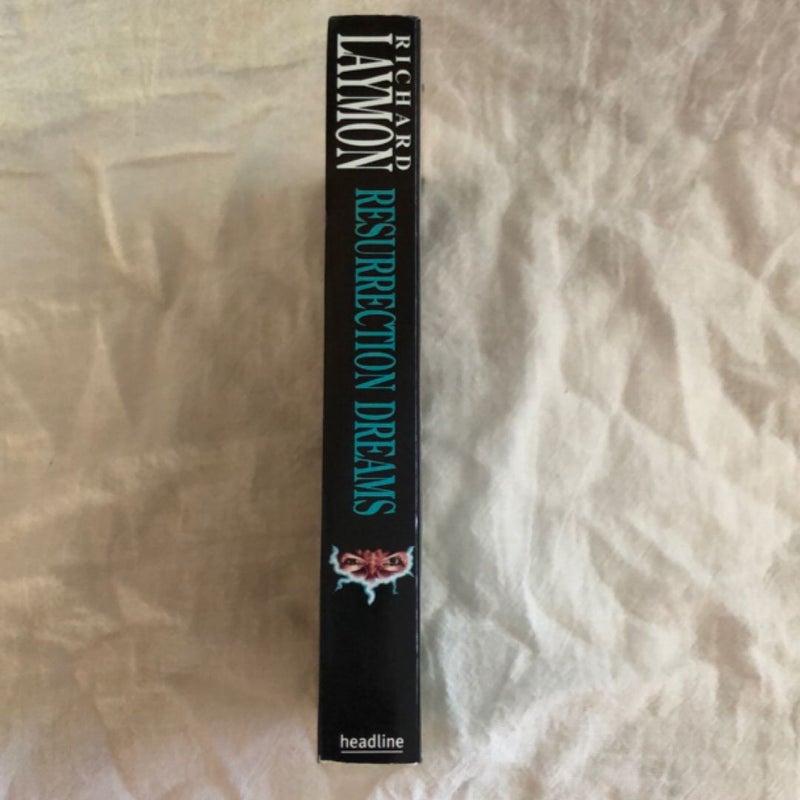 RICHARD
LAYMON
RESURRECTION DREAMS
headline